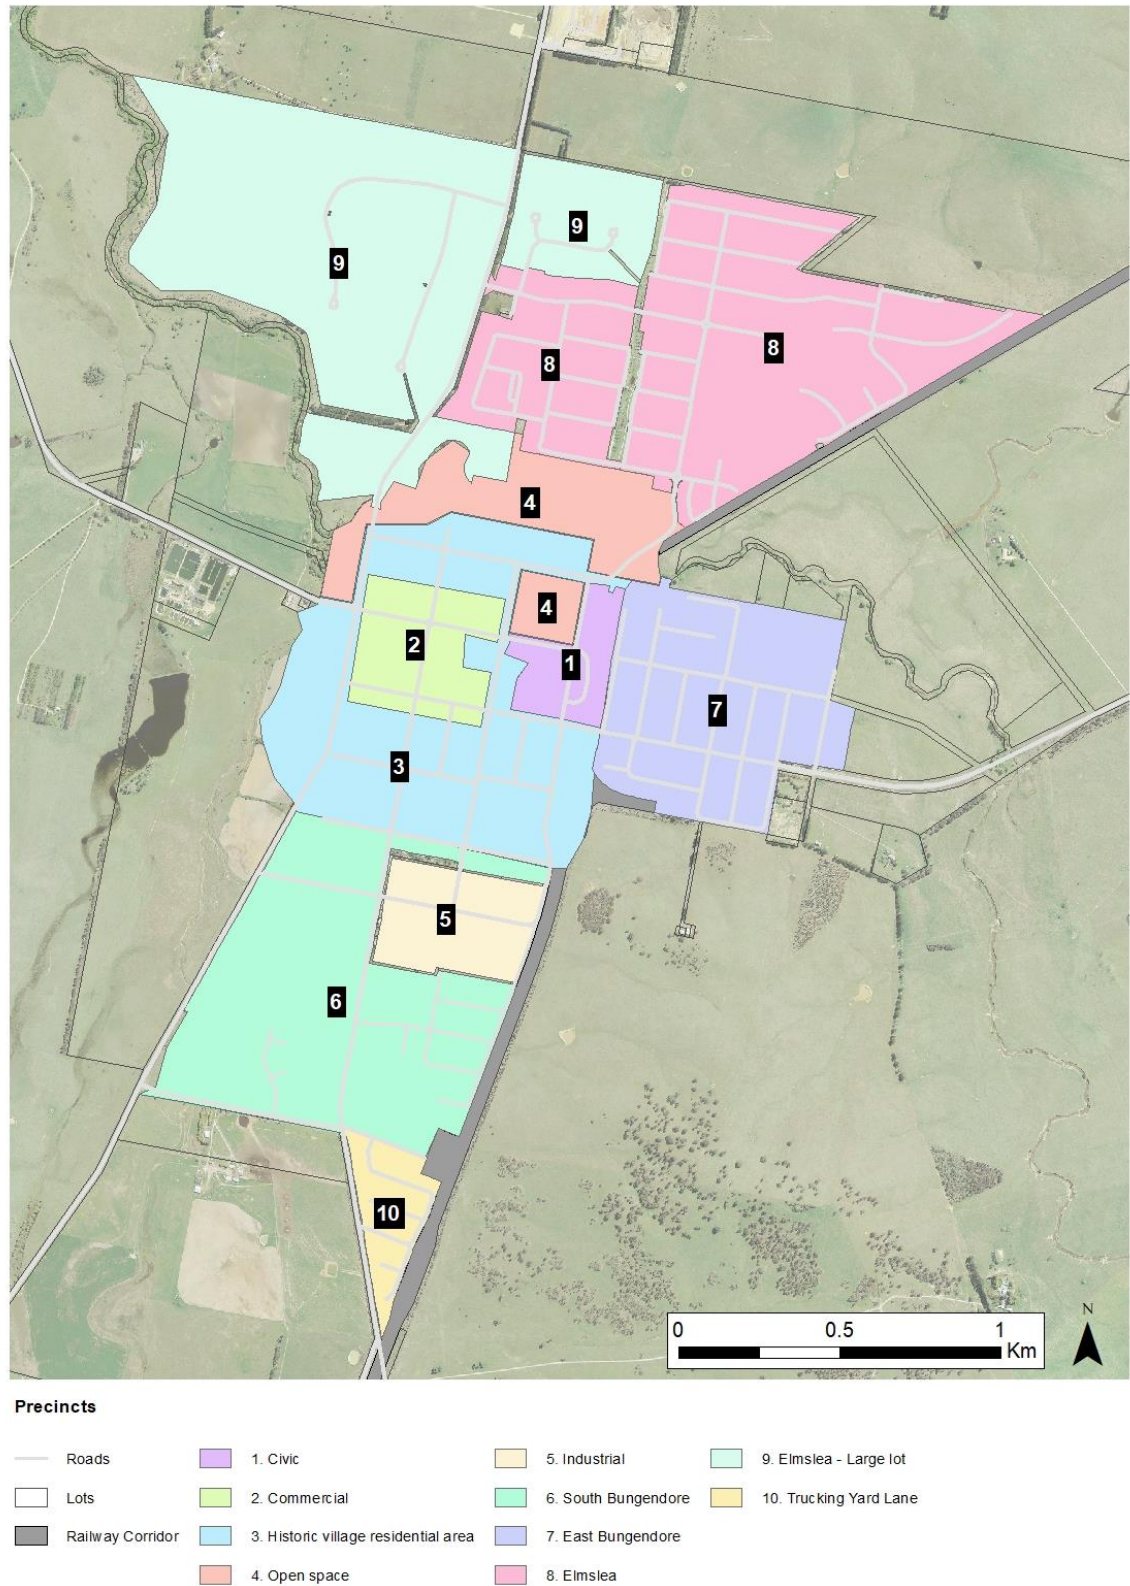 9
9
8
8
4
4
2
1
7
3
5
6
10
0 0.5 1
Km
N
Precincts
Roads
Lots
Railway Corridor
1. Civic
2. Commercial
3. Historic village residential area
4. Open space
5. Industrial
6. South Bungendore
7. East Bungendore
8. Elmslea
9. Elmslea - Large lot
10. Trucking Yard Lane